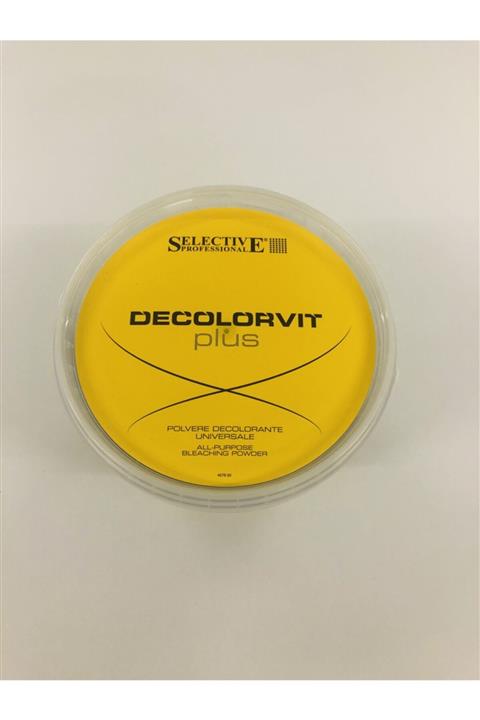 SELECTIVE®
PROFESSIONAL
DECOLORVIT
plus
POLVERE DECOLORANTE
UNIVERSALE
ALL-PURPOSE
BLEACHING POWDER